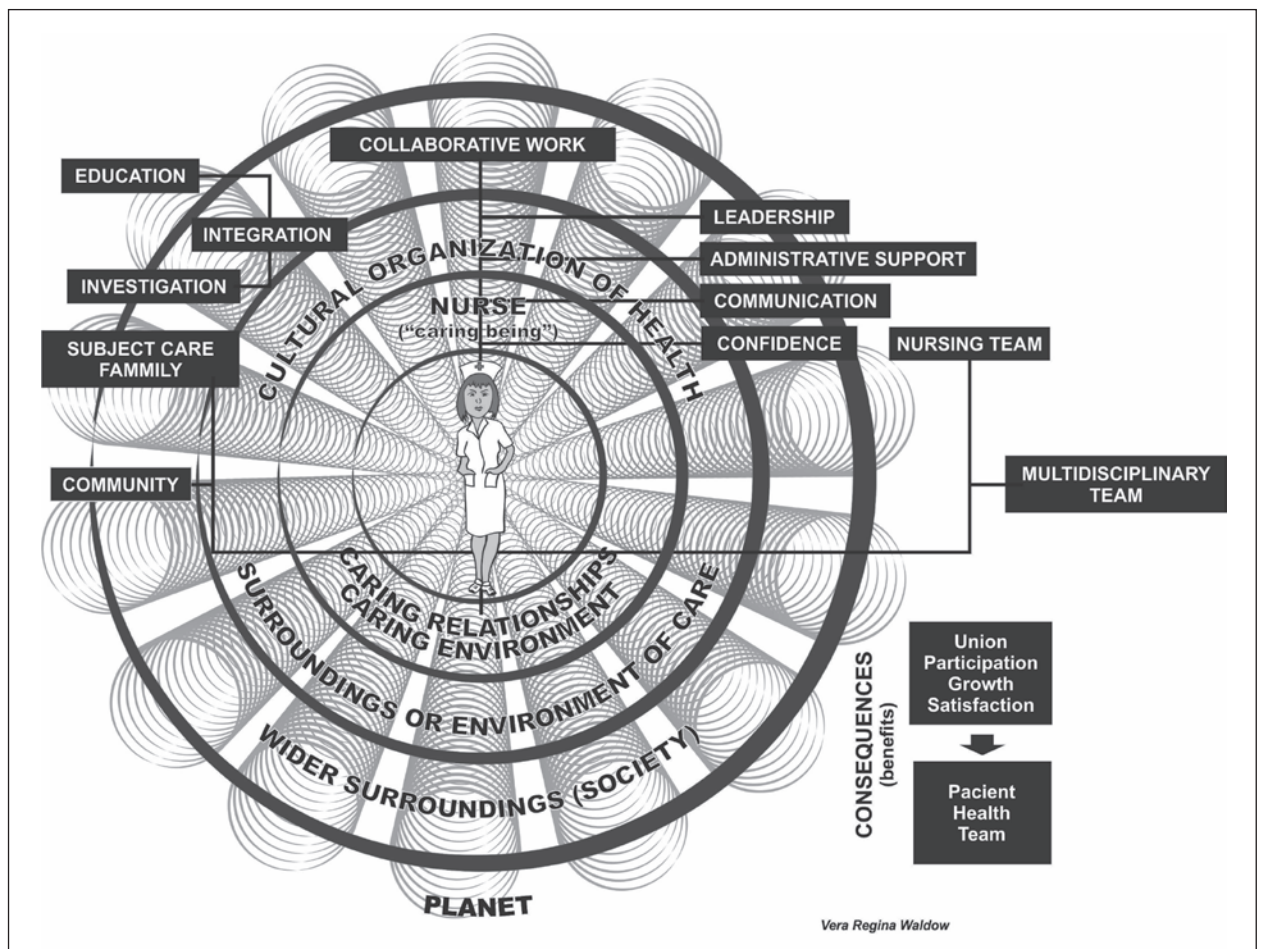 COLLABORATIVE WORK
EDUCATION
INTEGRATION
INVESTIGATION
LEADERSHIP
ADMINISTRATIVE SUPPORT
COMMUNICATION
CONFIDENCE
CULTURAL ORGANIZATION OF HEALTH
NURSE
("caring being")
SUBJECT CARE
FAMMILY
COMMUNITY
NURSING TEAM
MULTIDISCIPLINARY
TEAM
CARING RELATIONSHIPS
CARING ENVIRONMENT
SURROUNDINGS OR ENVIRONMENT OF CARE
WIDER SURROUNDINGS (SOCIETY)
PLANET
CONSEQUENCES
(benefits)
Union
Participation
Growth
Satisfaction
Pacient
Health
Team
Vera Regina Waldow